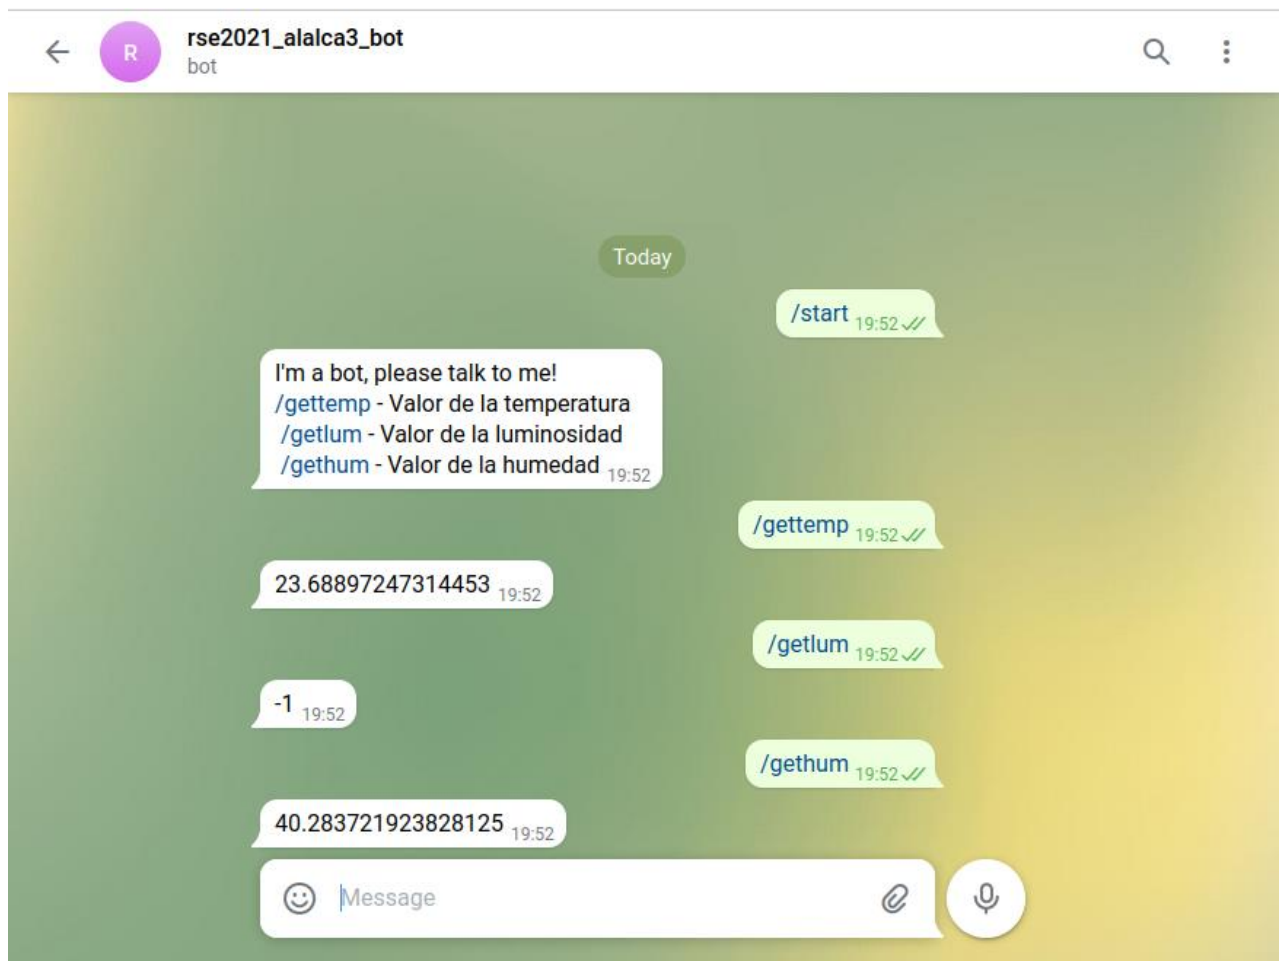 R
rse2021_alalca3_bot
bot
Today
/start 19:52
I'm a bot, please talk to me!
/gettemp - Valor de la temperatura
/getlum - Valor de la luminosidad
/gethum - Valor de la humedad 19:52
/gettemp 19:52
23.68897247314453 19:52
/getlum 19:52
-1 19:52
/gethum 19:52
40.283721923828125 19:52
Message